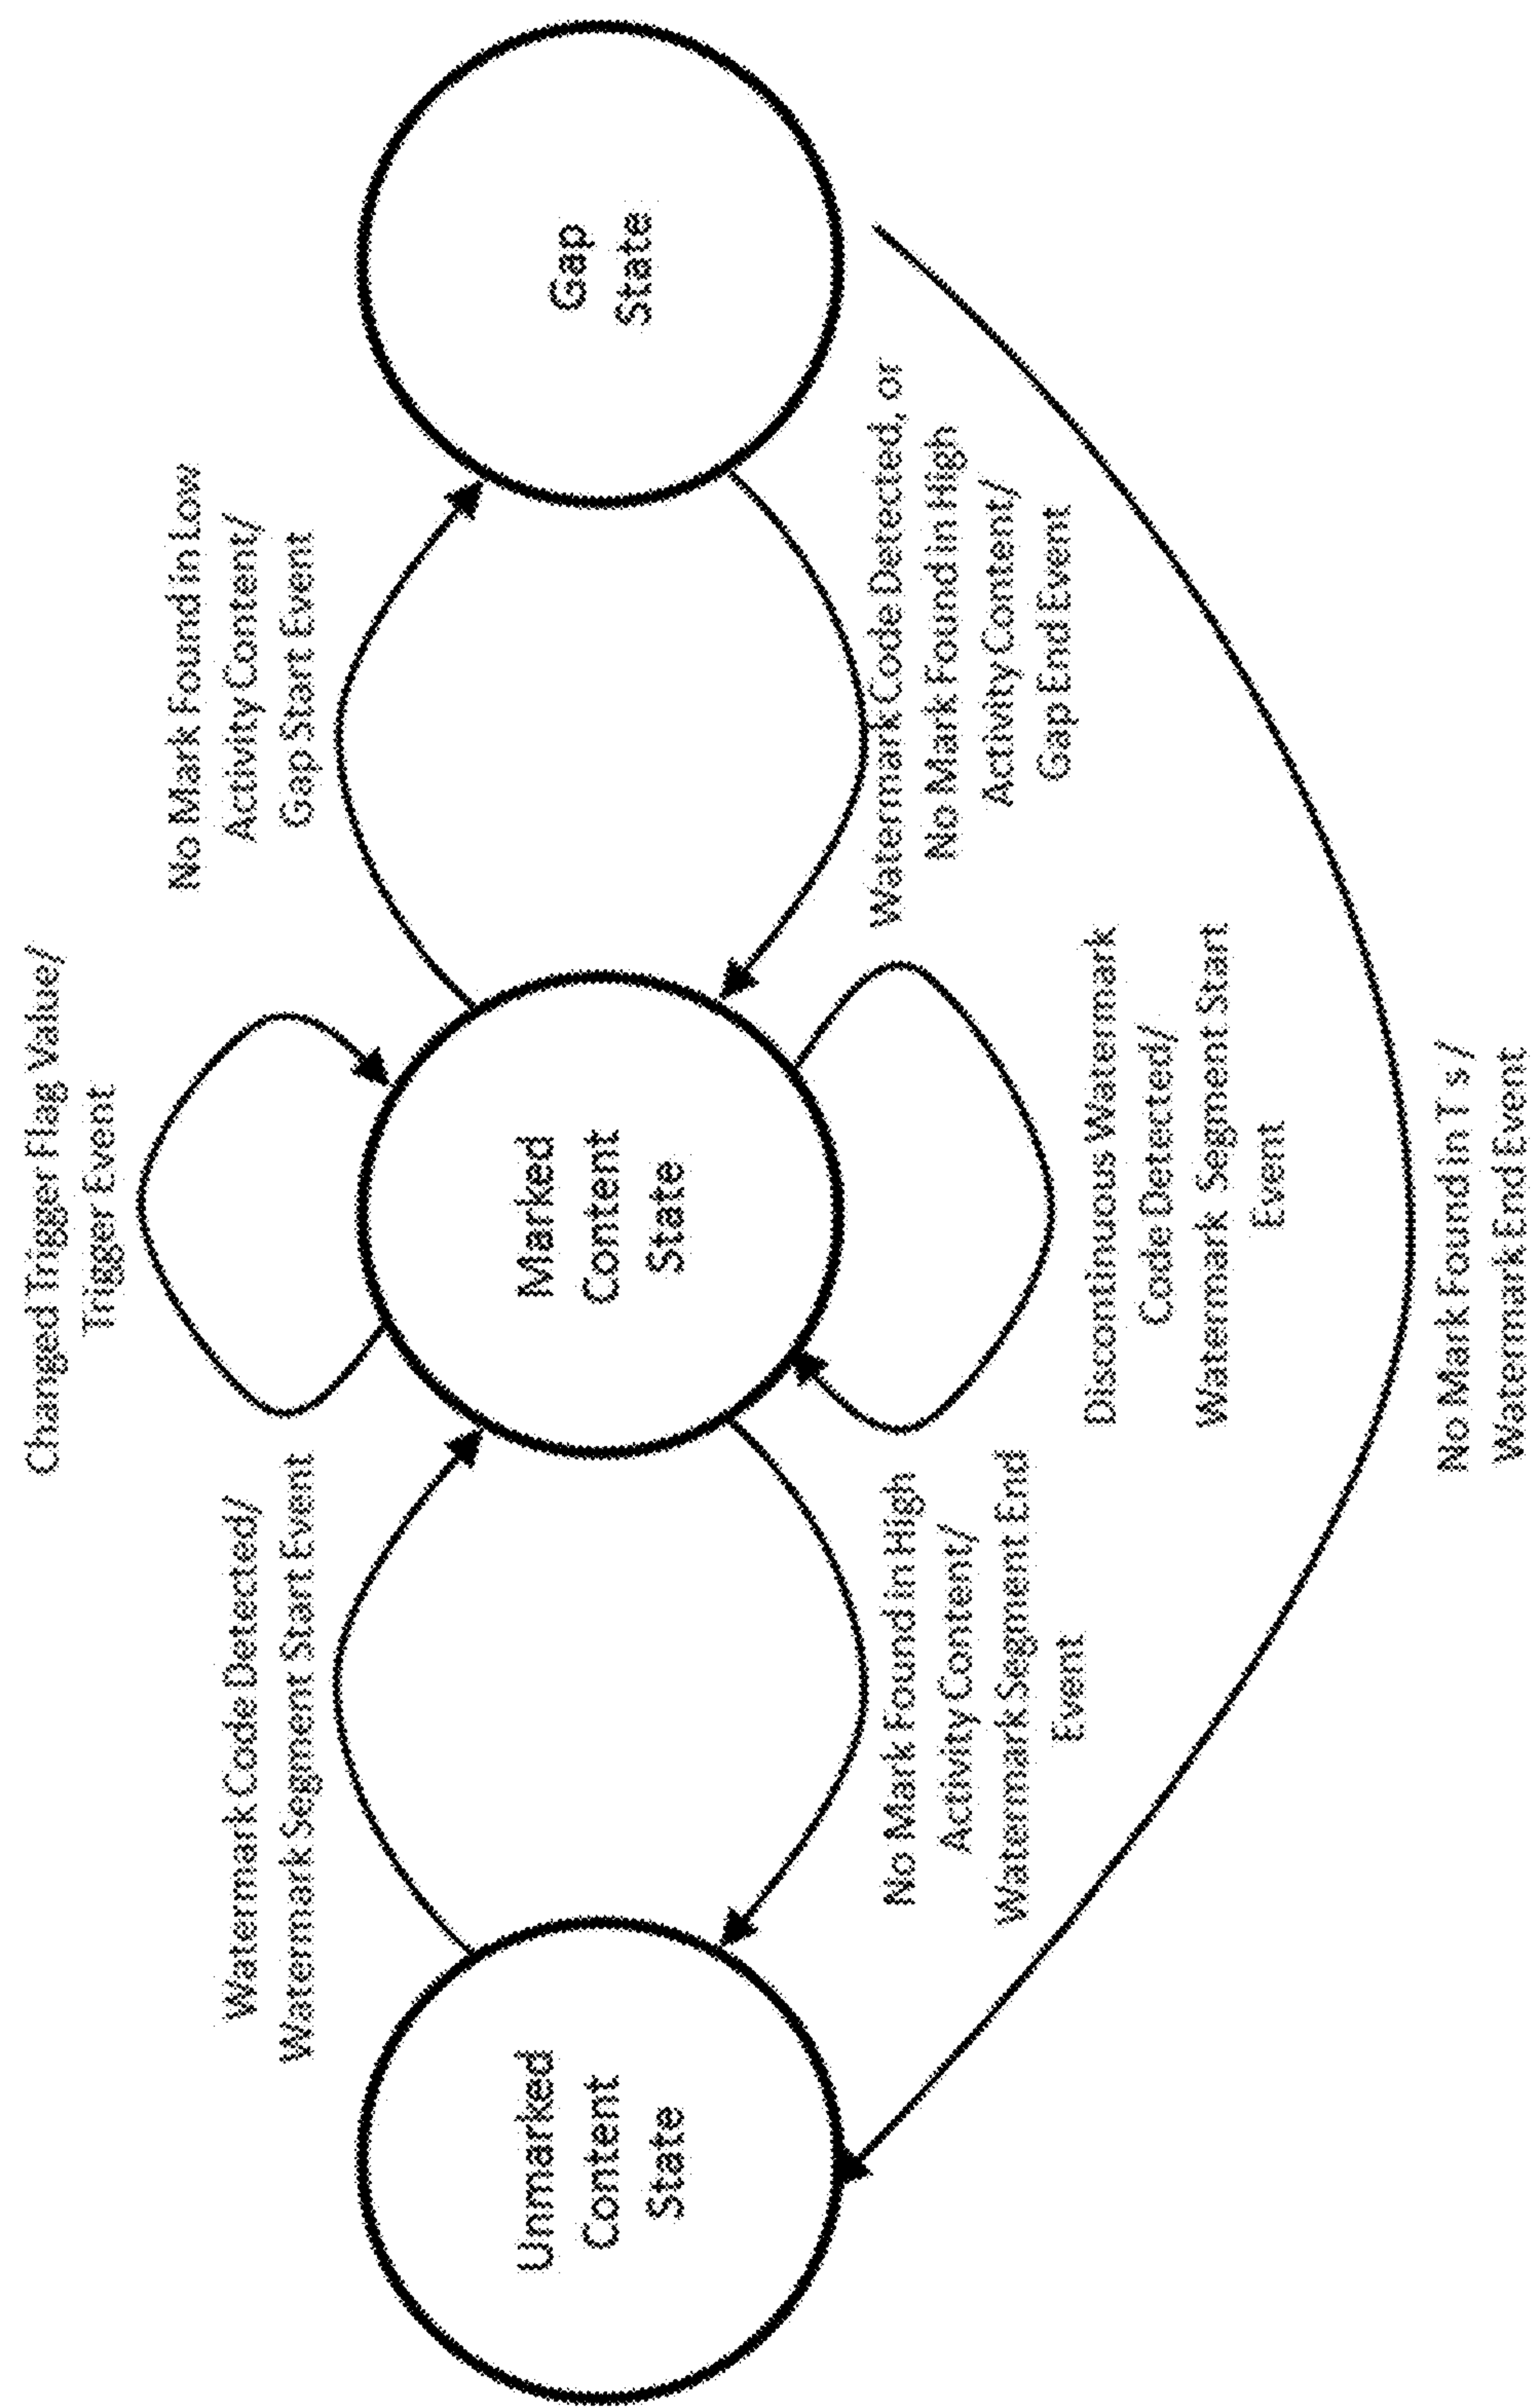 Changed Trigger Flag Value/
Trigger Event
Watermark Code Detected/
Watermark Segment Start Event
No Mark Found in Low
Activity Content/
Gap Start Event
Unmarked
Content
State
Marked
Content
State
Gap
State
No Mark Found in High
Activity Content/
Watermark Segment End
Event
Watermark Code Detected, or
No Mark Found in High
Activity Content/
Gap End Event
Discontinuous Watermark
Code Detected/
Watermark Segment Start
Event
No Mark Found in T s /
Watermark End Event